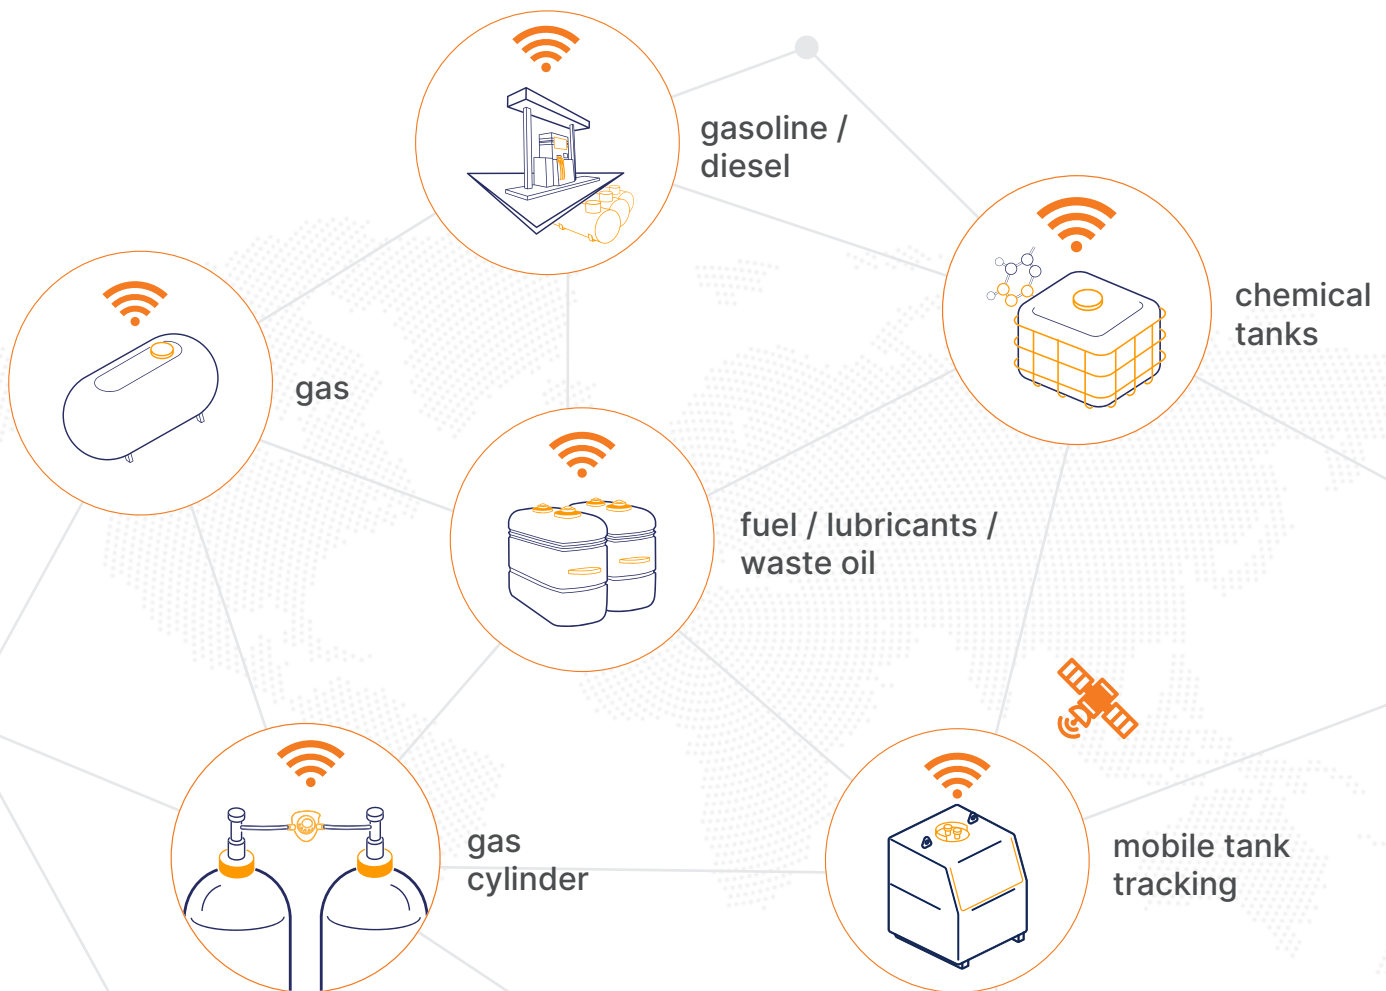 gasoline /
diesel
chemical
tanks
gas
fuel / lubricants /
waste oil
gas
cylinder
mobile tank
tracking